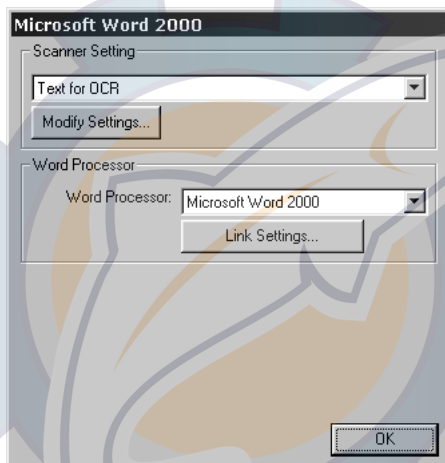 Microsoft Word 2000
Scanner Setting
Text for OCR
Modify Settings...
Word Processor
Word Processor: Microsoft Word 2000
Link Settings...
OK